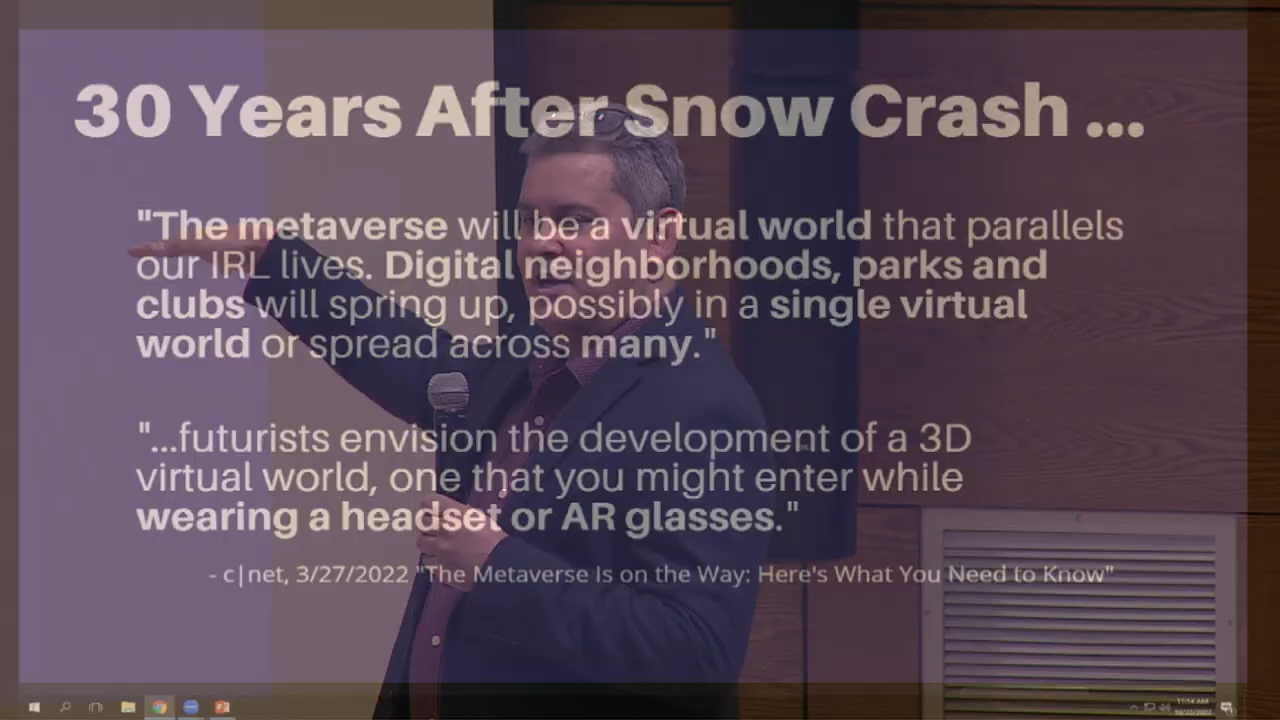 30 Years After Snow Crash ...
"The metaverse will be a virtual world that parallels
our IRL lives. Digital neighborhoods, parks and
clubs will spring up, possibly in a single virtual
world or spread across many."
"...futurists envision the development of a 3D
virtual world, one that you might enter while
wearing a headset or AR glasses."
- c|net, 3/27/2022 "The Metaverse Is on the Way: Here's What You Need to Know"